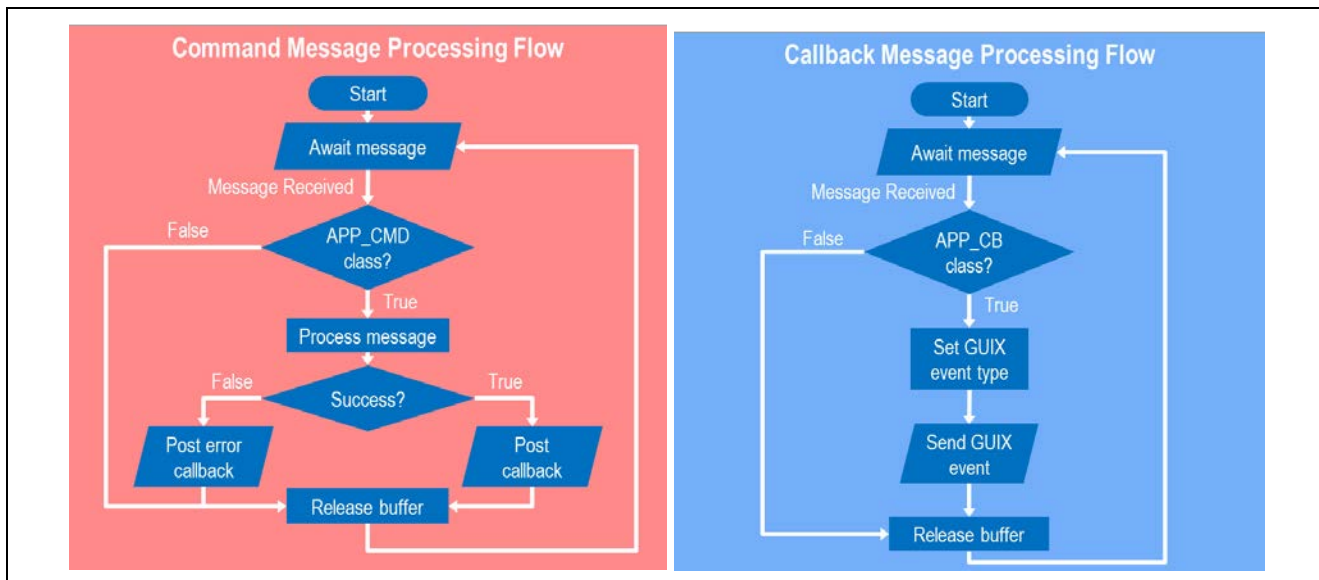 Command Message Processing Flow
Start
Await message
Message Received
False
APP_CMD
class?
True
Process message
False
True
Success?
Post error
callback
Post
callback
Release buffer
Callback Message Processing Flow
Start
Await message
Message Received
False
APP_CB
class?
True
Set GUIX
event type
Send GUIX
event
Release buffer